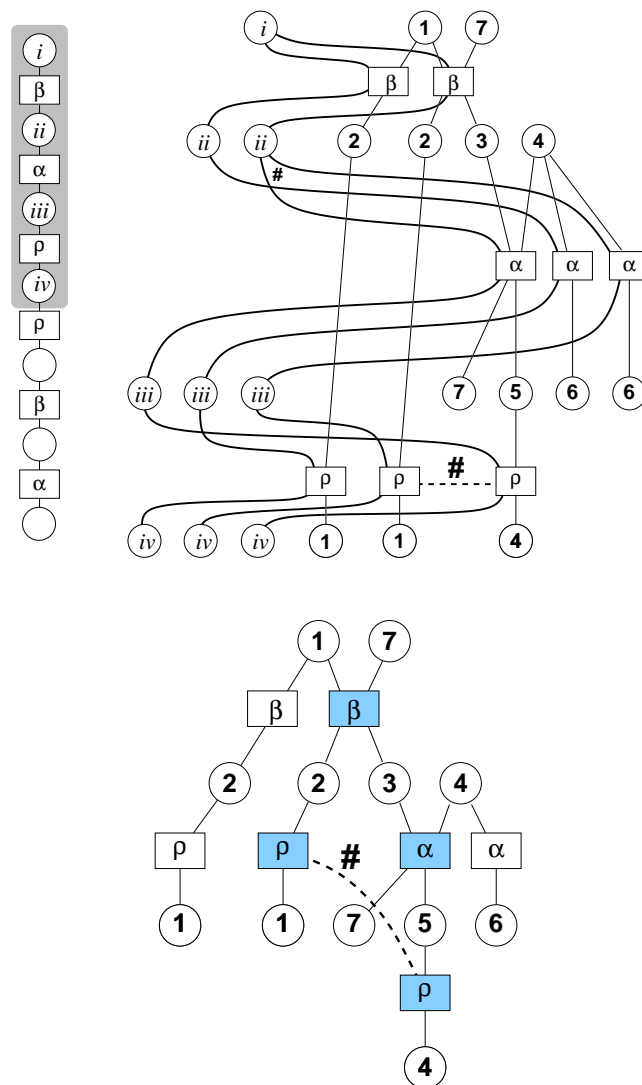 i
β
ii
α
iii
ρ
iv
ρ
β
α
i 1 7
β β
ii ii 2 2 3 4
#
α α α
iii iii iii 7 5 6 6
#
ρ ρ ρ
iv iv iv 1 1 4
1 7
β β
2 2 3 4
#
ρ ρ α α
1 1 7 5 6
ρ
4